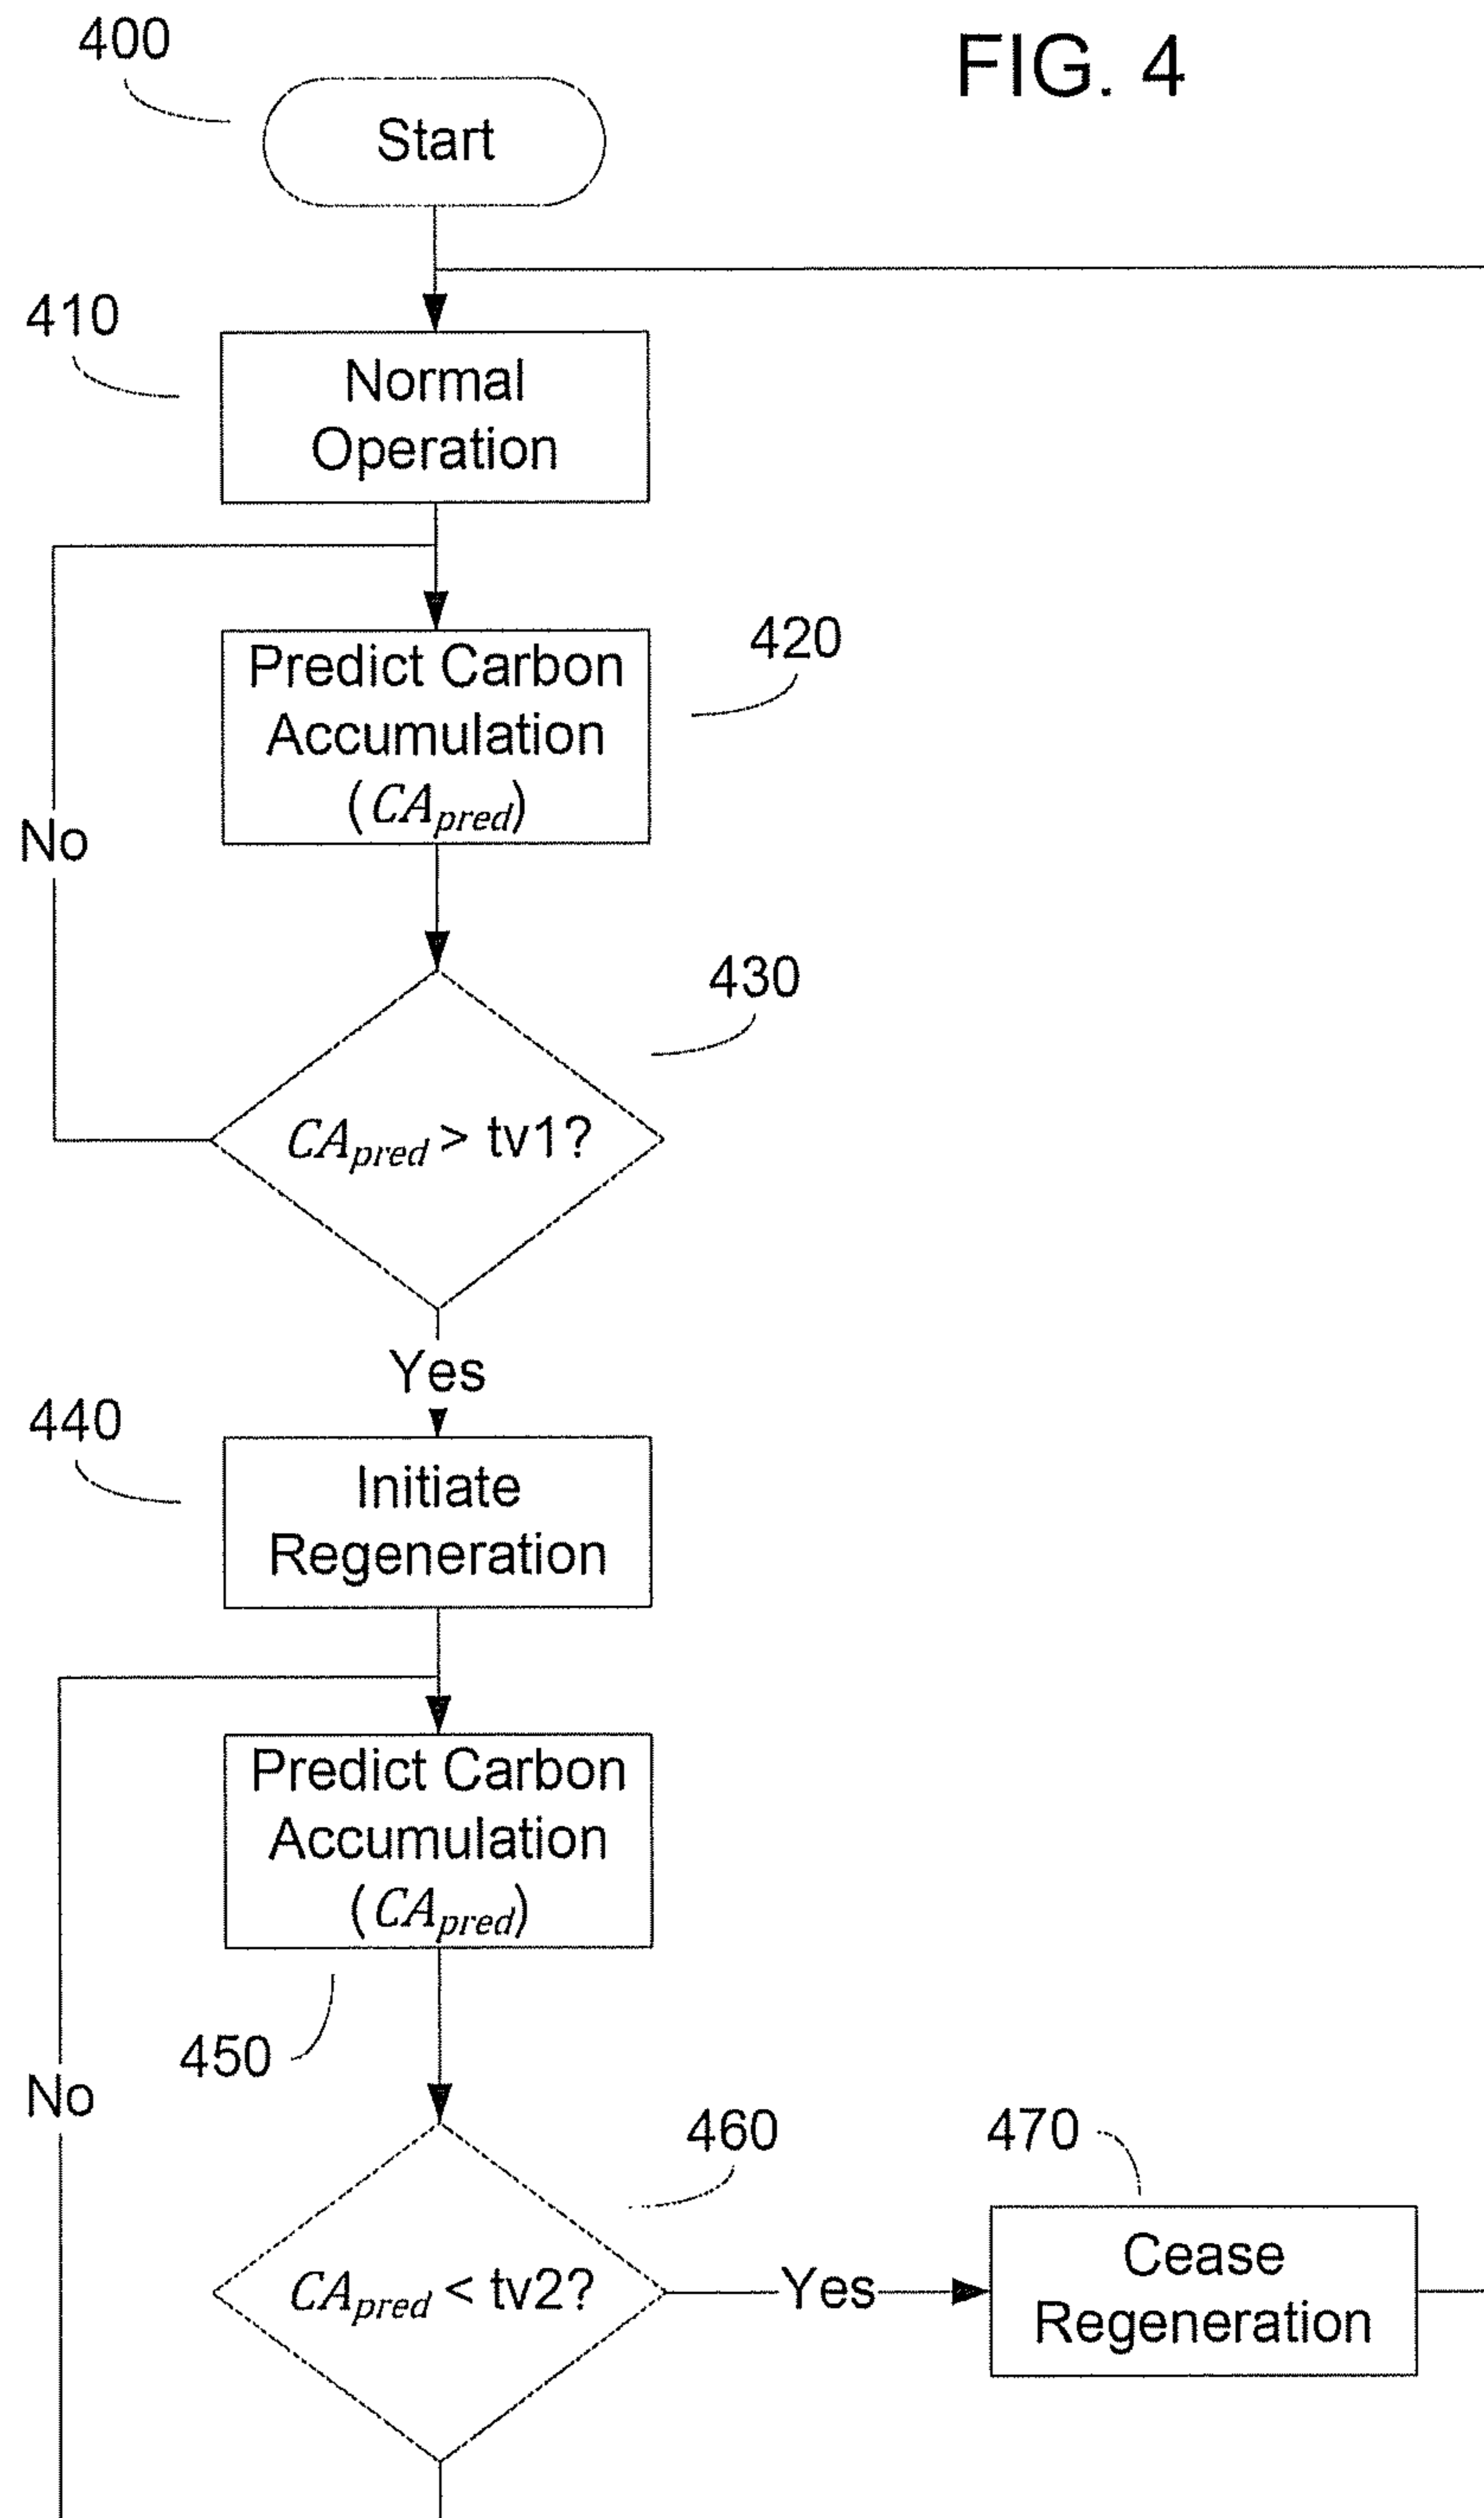 FIG. 4
400
Start
410
Normal
Operation
420
Predict Carbon
Accumulation
(CApred)
No
430
CApred > tv1?
Yes
440
Initiate
Regeneration
Predict Carbon
Accumulation
(CApred)
450
No
460
470
CApred < tv2?
Yes
Cease
Regeneration